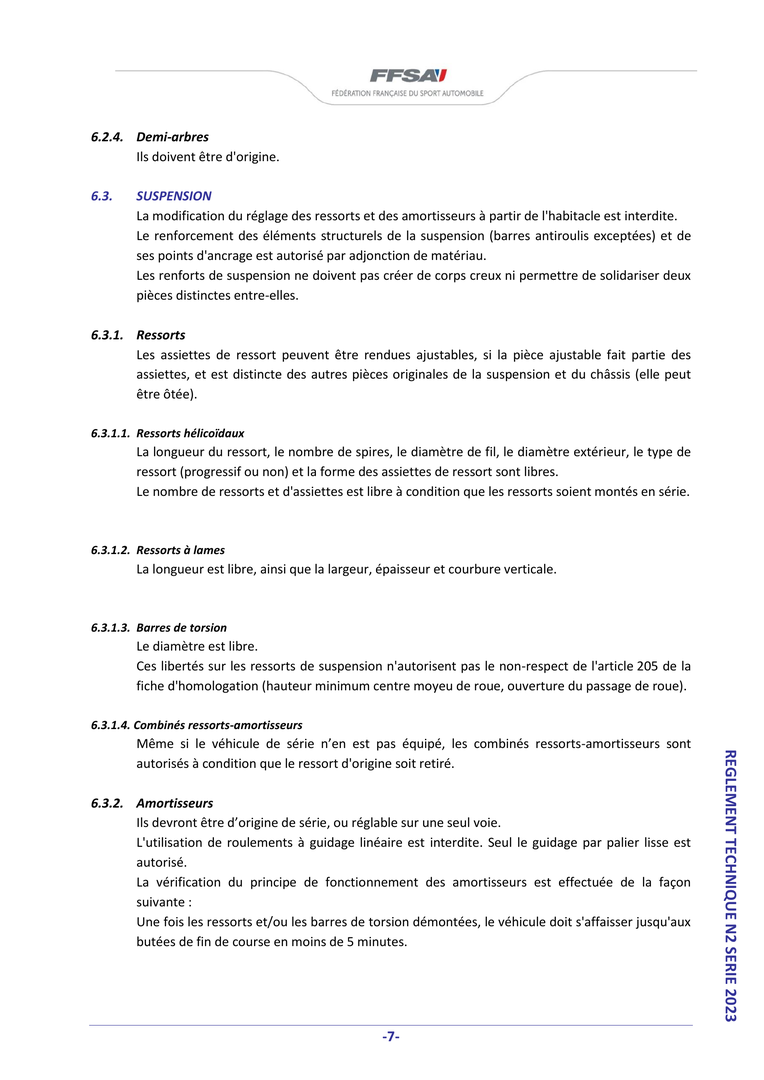 FFSA
FÉDÉRATION FRANÇAISE DU SPORT AUTOMOBILE
6.2.4. Demi-arbres
Ils doivent être d'origine.
6.3. SUSPENSION
La modification du réglage des ressorts et des amortisseurs à partir de l'habitacle est interdite.
Le renforcement des éléments structurels de la suspension (barres antiroulis exceptées) et de
ses points d'ancrage est autorisé par adjonction de matériau.
Les renforts de suspension ne doivent pas créer de corps creux ni permettre de solidariser deux
pièces distinctes entre-elles.
6.3.1. Ressorts
Les assiettes de ressort peuvent être rendues ajustables, si la pièce ajustable fait partie des
assiettes, et est distincte des autres pièces originales de la suspension et du châssis (elle peut
être ôtée).
6.3.1.1. Ressorts hélicoïdaux
La longueur du ressort, le nombre de spires, le diamètre de fil, le diamètre extérieur, le type de
ressort (progressif ou non) et la forme des assiettes de ressort sont libres.
Le nombre de ressorts et d'assiettes est libre à condition que les ressorts soient montés en série.
6.3.1.2. Ressorts à lames
La longueur est libre, ainsi que la largeur, épaisseur et courbure verticale.
6.3.1.3. Barres de torsion
Le diamètre est libre.
Ces libertés sur les ressorts de suspension n'autorisent pas le non-respect de l'article 205 de la
fiche d'homologation (hauteur minimum centre moyeu de roue, ouverture du passage de roue).
6.3.1.4. Combinés ressorts-amortisseurs
Même si le véhicule de série n’en est pas équipé, les combinés ressorts-amortisseurs sont
autorisés à condition que le ressort d'origine soit retiré.
6.3.2. Amortisseurs
Ils devront être d’origine de série, ou réglable sur une seul voie.
L'utilisation de roulements à guidage linéaire est interdite. Seul le guidage par palier lisse est
autorisé.
La vérification du principe de fonctionnement des amortisseurs est effectuée de la façon
suivante :
Une fois les ressorts et/ou les barres de torsion démontées, le véhicule doit s'affaisser jusqu'aux
butées de fin de course en moins de 5 minutes.
REGLEMENT TECHNIQUE N2 SERIE 2023
-7-